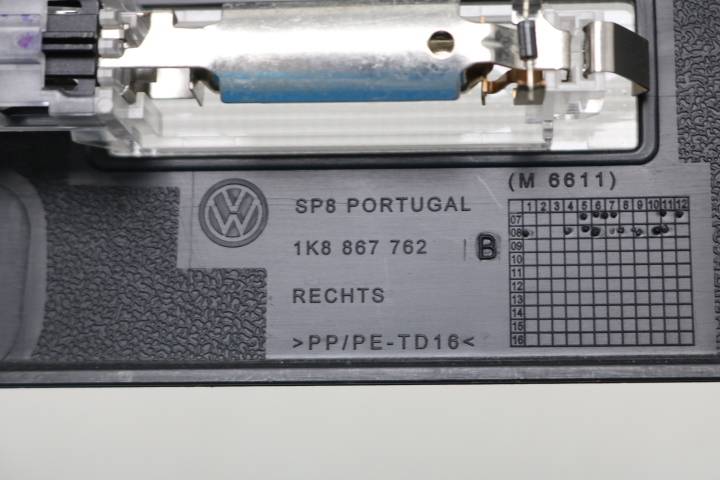 (M 6611)
SP8 PORTUGAL
1K8 867 762 B
RECHTS
>PP/PE-TD16<
1 2 3 4 5 6 7 8 9 10 11 12
07
08
09
10
11
12
13
14
15
16